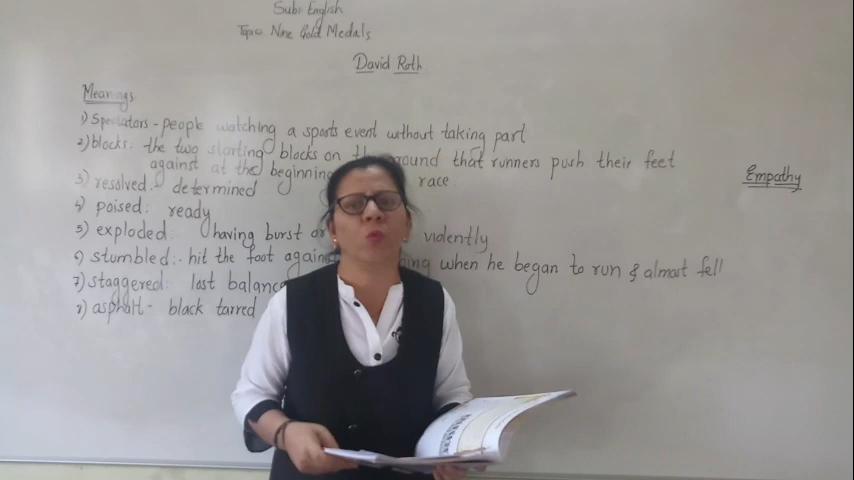 Sub: English
Topic: Nine Gold Medals
David Roth
Meanings
1) Spectators - people watching a sports event without taking part
2) blocks: the two starting blocks on the ground that runners push their feet
against at the beginning race.
3) resolved:- determined
4) poised: ready
5) exploded: having burst or violently
6) stumbled:- hit the foot against when he began to run & almost fell
7) staggered: lost balance
8) asphalt - black tarred
Empathy